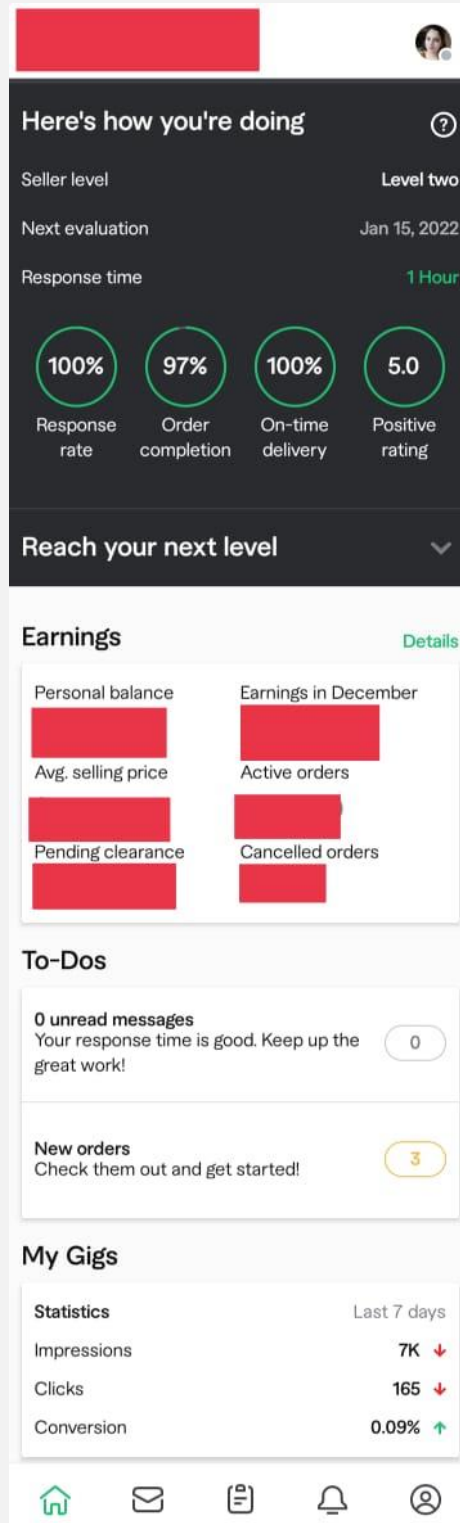 Here's how you're doing
?
Seller level Level two
Next evaluation Jan 15, 2022
Response time 1 Hour
100% 97% 100% 5.0
Response Order On-time Positive
rate completion delivery rating
Reach your next level
Earnings Details
Personal balance Earnings in December
Avg. selling price Active orders
Pending clearance Cancelled orders
To-Dos
0 unread messages
Your response time is good. Keep up the
great work!
0
New orders
Check them out and get started!
3
My Gigs
Statistics Last 7 days
Impressions 7K
Clicks 165
Conversion 0.09%